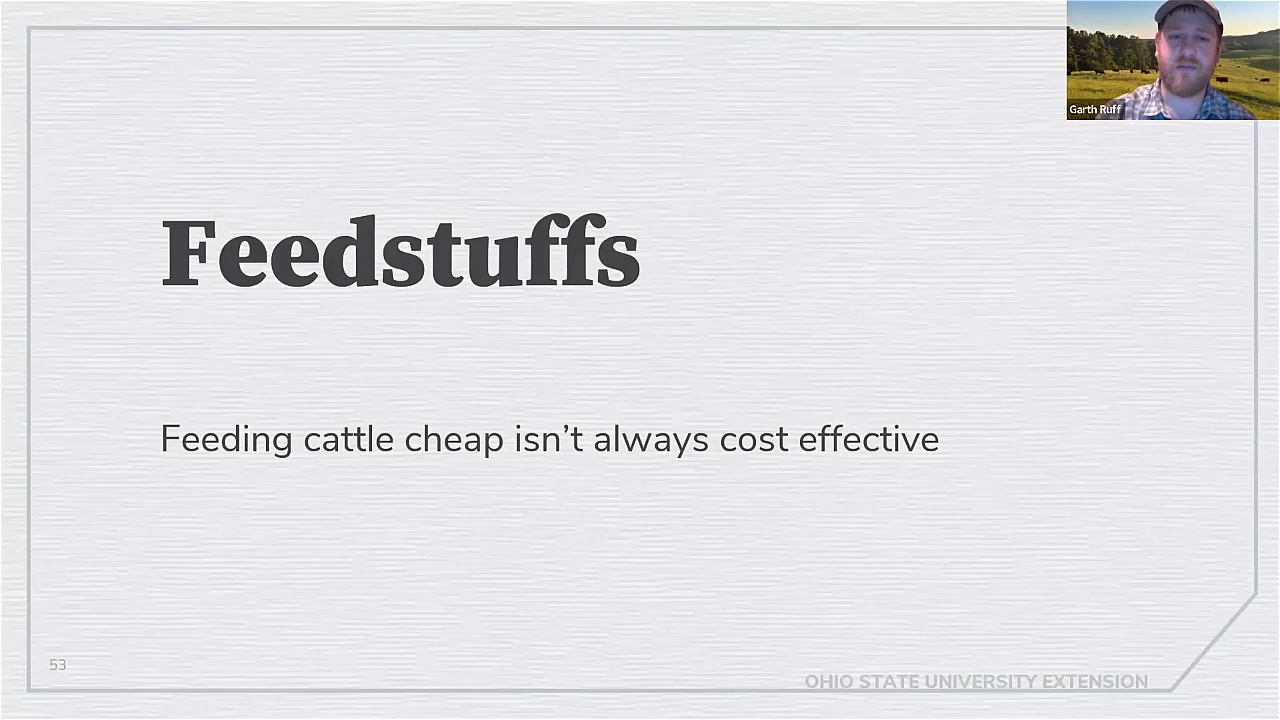 Garth Ruff
Feedstuffs
Feeding cattle cheap isn’t always cost effective
53
OHIO STATE UNIVERSITY EXTENSION